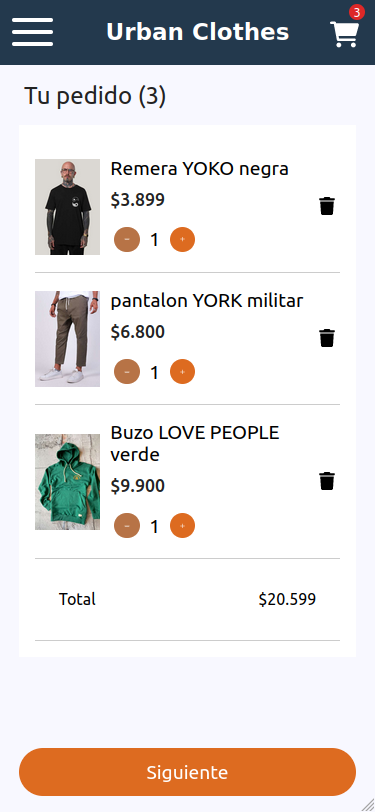 Urban Clothes
3
Tu pedido (3)
Remera YOKO negra
$3.899
- 1 +
pantalon YORK militar
$6.800
- 1 +
Buzo LOVE PEOPLE
verde
$9.900
- 1 +
Total $20.599
Siguiente